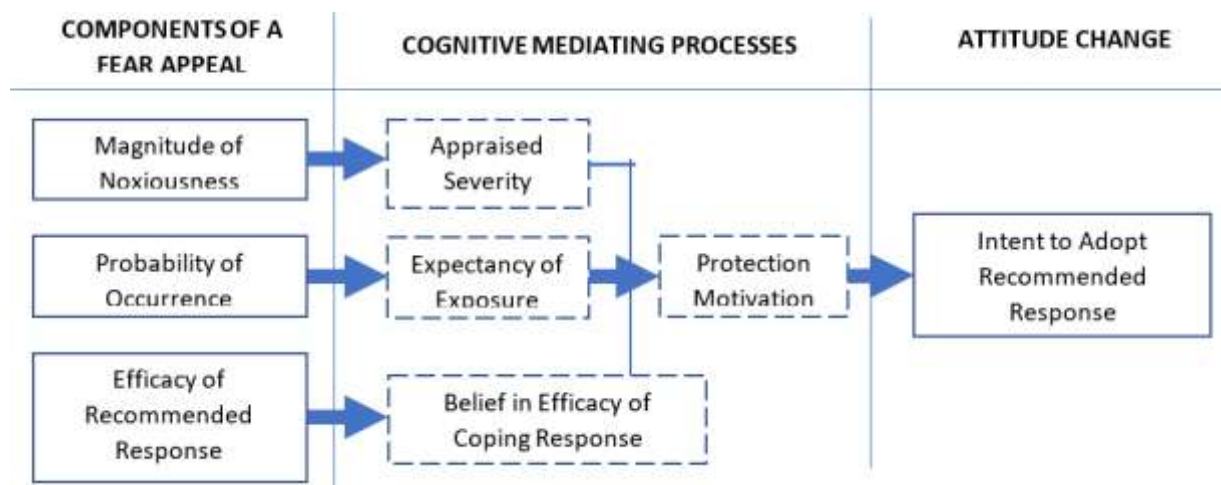 COMPONENTS OF A
FEAR APPEAL
COGNITIVE MEDIATING PROCESSES
ATTITUDE CHANGE
Magnitude of
Noxiousness
Appraised
Severity
Probability of
Occurrence
Expectancy of
Exposure
Protection
Motivation
Intent to Adopt
Recommended
Response
Efficacy of
Recommended
Response
Belief in Efficacy of
Coping Response